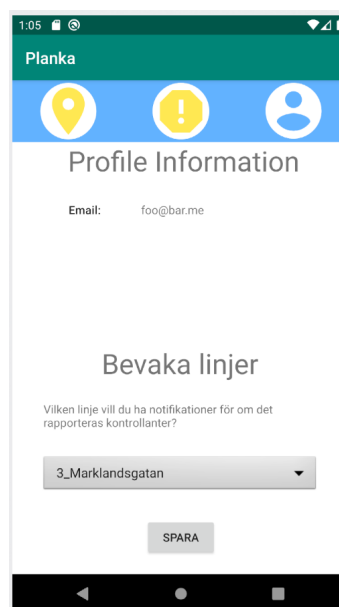 1:05
Planka
Profile Information
Email: foo@bar.me
Bevaka linjer
Vilken linje vill du ha notifikationer för om det
rapporteras kontrollanter?
3_Marklandsgatan
SPARA